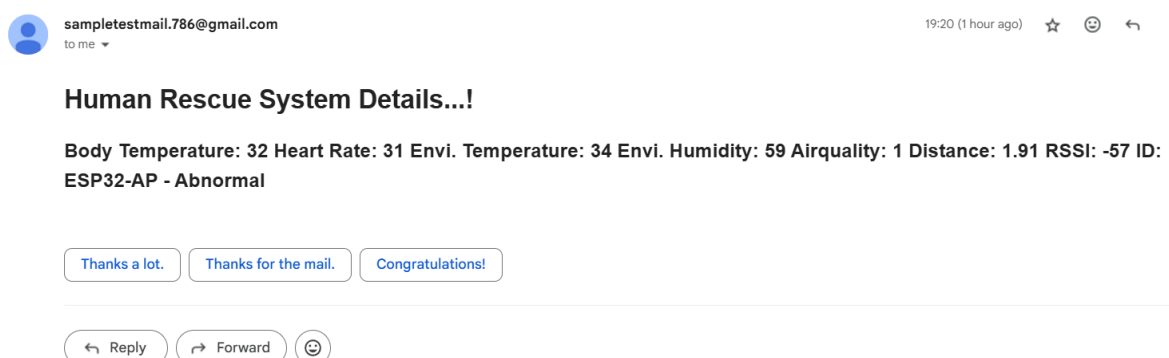 sampletestmail.786@gmail.com
19:20 (1 hour ago)
to me
Human Rescue System Details...!
Body Temperature: 32 Heart Rate: 31 Envi. Temperature: 34 Envi. Humidity: 59 Airquality: 1 Distance: 1.91 RSSI: -57 ID:
ESP32-AP - Abnormal
Thanks a lot.
Thanks for the mail.
Congratulations!
Reply
Forward